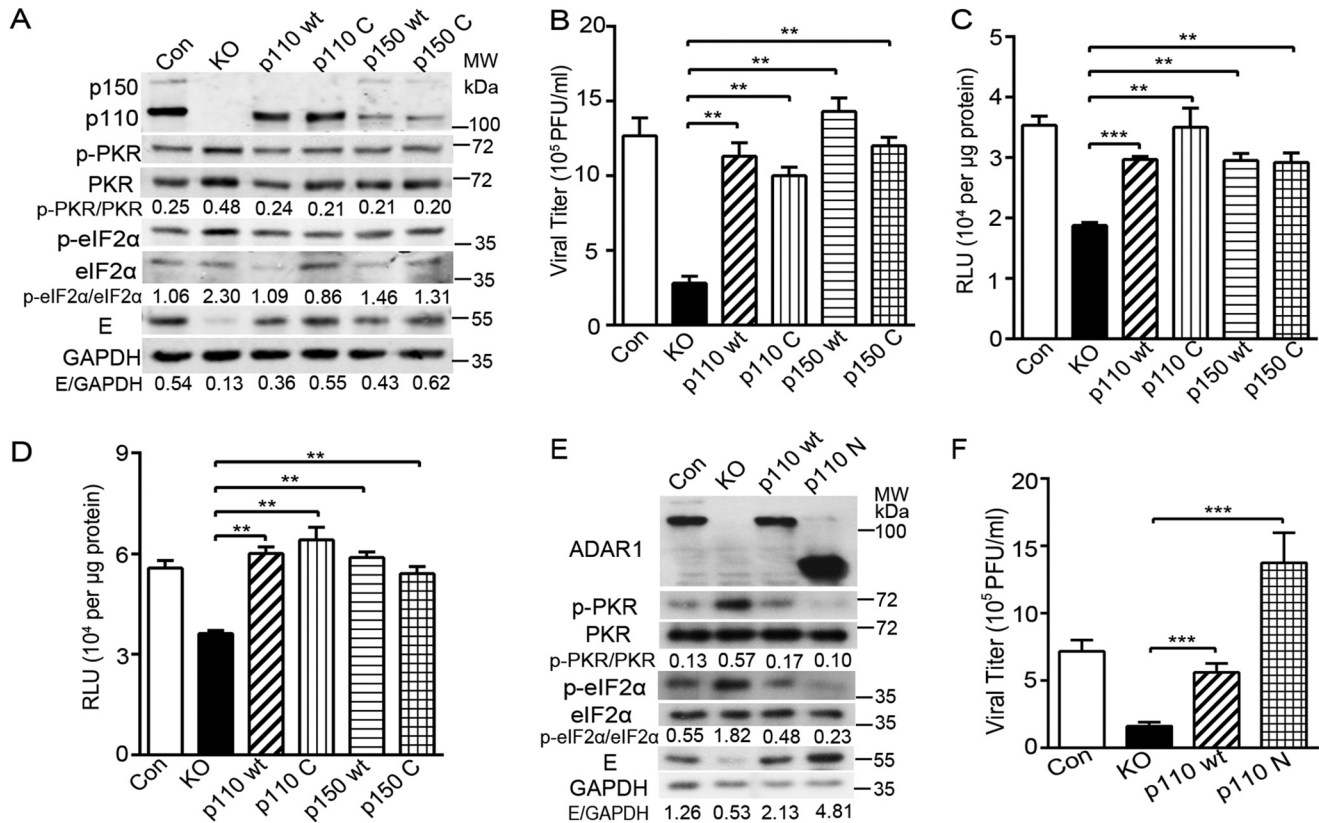 A
Con KO p110 wt p110 C p150 wt p150 C
MW
kDa
p150
p110
100
p-PKR 72
PKR 72
p-PKR/PKR 0.25 0.48 0.24 0.21 0.21 0.20
p-eIF2α 35
eIF2α 35
p-eIF2α/eIF2α 1.06 2.30 1.09 0.86 1.46 1.31
E 55
GAPDH 35
E/GAPDH 0.54 0.13 0.36 0.55 0.43 0.62
B
Viral Titer (10⁵ PFU/ml)
20
15
10
5
0
** ** ** **
Con KO p110 wt p110 C p150 wt p150 C
C
RLU (10⁴ per µg protein)
4
3
2
1
0
*** ** ** **
Con KO p110 wt p110 C p150 wt p150 C
D
RLU (10⁴ per µg protein)
9
6
3
0
** ** ** **
Con KO p110 wt p110 C p150 wt p150 C
E
Con KO p110 wt p110 N
MW
kDa
100
ADAR1
p-PKR 72
PKR 72
p-PKR/PKR 0.13 0.57 0.17 0.10
p-eIF2α 35
eIF2α 35
p-eIF2α/eIF2α 0.55 1.82 0.48 0.23
E 55
GAPDH 35
E/GAPDH 1.26 0.53 2.13 4.81
F
Viral Titer (10⁵ PFU/ml)
20
15
10
5
0
*** ***
Con KO p110 wt p110 N